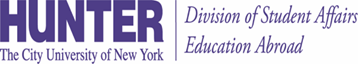 HUNTER
The City University of New York
Division of Student Affairs
Education Abroad